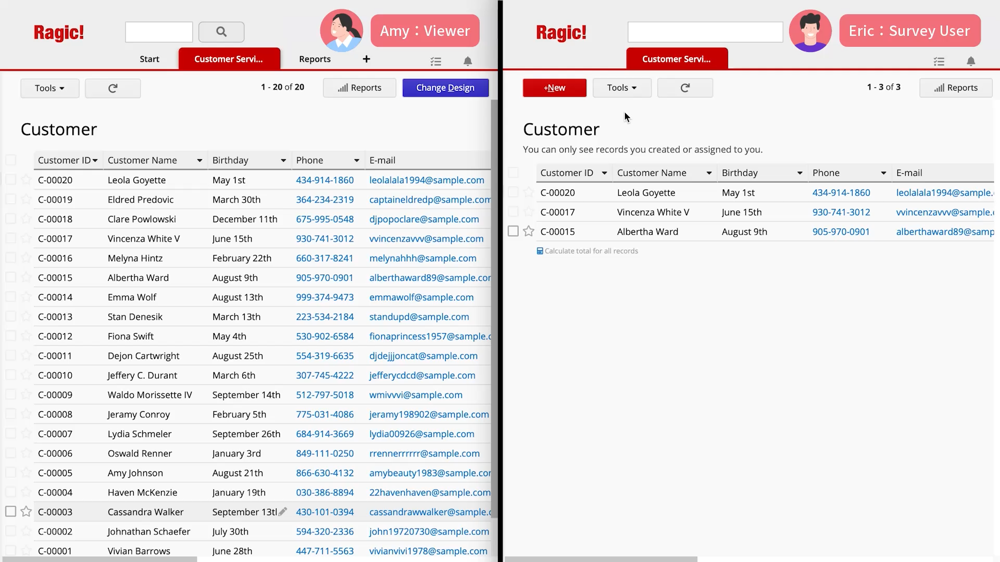 Ragic!
Amy：Viewer
Start
Customer Servi...
Reports
+
Tools
1 - 20 of 20
Reports
Change Design
Customer
Customer ID Customer Name Birthday Phone E-mail
C-00020 Leola Goyette May 1st 434-914-1860 leolalala1994@sample.com
C-00019 Eldred Predovic March 30th 364-234-2319 captaineldredp@sample.com
C-00018 Clare Powlowski December 11th 675-995-0548 djpopoclare@sample.com
C-00017 Vincenza White V June 15th 930-741-3012 vvincenzavvv@sample.com
C-00016 Melyna Hintz February 22th 660-317-8241 melynahhh@sample.com
C-00015 Albertha Ward August 9th 905-970-0901 alberthaward89@sample.cor
C-00014 Emma Wolf August 13th 999-374-9473 emmawolf@sample.com
C-00013 Stan Denesik March 13th 223-534-2184 standupd@sample.com
C-00012 Fiona Swift May 4th 530-902-6584 fionaprincess1957@sample.c
C-00011 Dejon Cartwright August 25th 554-319-6635 djdejjjoncat@sample.com
C-00010 Jeffery C. Durant March 6th 307-745-4222 jefferycdcd@sample.com
C-00009 Waldo Morissette IV September 14th 512-797-5018 wmivvvi@sample.com
C-00008 Jeramy Conroy February 5th 775-031-4086 jeramy198902@sample.com
C-00007 Lydia Schmeler September 26th 684-914-3669 lydia00926@sample.com
C-00006 Oswald Renner January 3rd 849-111-0250 rrennerrrrrr@sample.com
C-00005 Amy Johnson August 21th 866-630-4132 amybeauty1983@sample.cor
C-00004 Haven McKenzie January 19th 030-386-8894 22havenhaven@sample.com
C-00003 Cassandra Walker September 13tl 430-101-0394 cassandrawwalker@sample.c
C-00002 Johnathan Schaefer July 30th 594-320-2336 john19720730@sample.com
C-00001 Vivian Barrows June 28th 447-711-5563 vivianvivi1978@sample.com
Ragic!
Eric：Survey User
Customer Servi...
+New
Tools
1 - 3 of 3
Reports
Customer
You can only see records you created or assigned to you.
Customer ID Customer Name Birthday Phone E-mail
C-00020 Leola Goyette May 1st 434-914-1860 leolalala1994@sample.
C-00017 Vincenza White V June 15th 930-741-3012 vvincenzavvv@sample.
C-00015 Albertha Ward August 9th 905-970-0901 alberthaward89@samp
Calculate total for all records